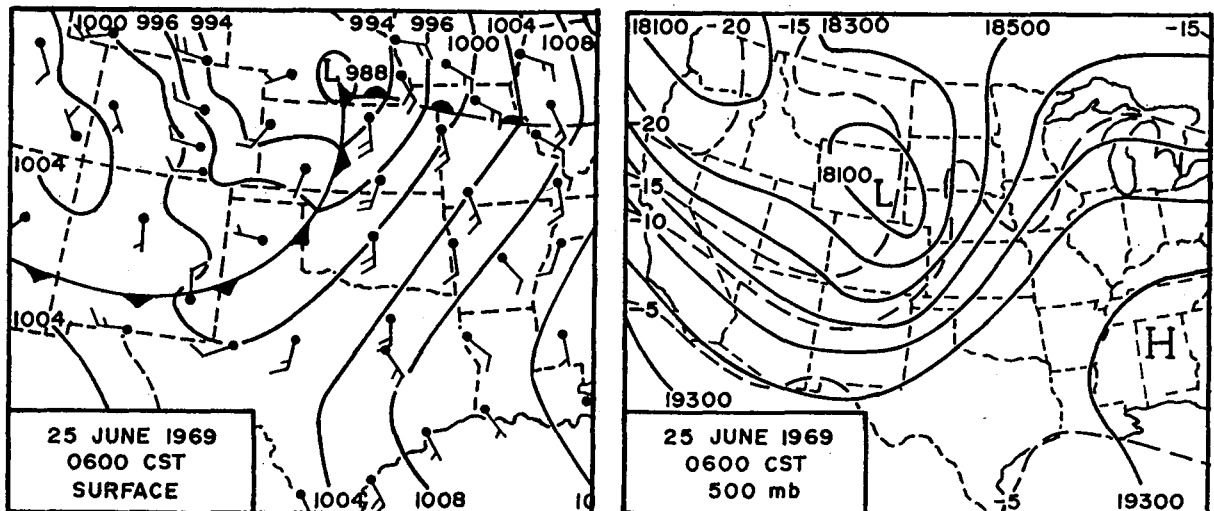 1000 996 994 994 996 1004
1000 1008
L 988
1004
1004
1004 1008 10
25 JUNE 1969
0600 CST
SURFACE
18100 -20 -15 18300 18500 -15
-20
18100 L
-15
-10
-5
H
19300
-5 19300
25 JUNE 1969
0600 CST
500 mb